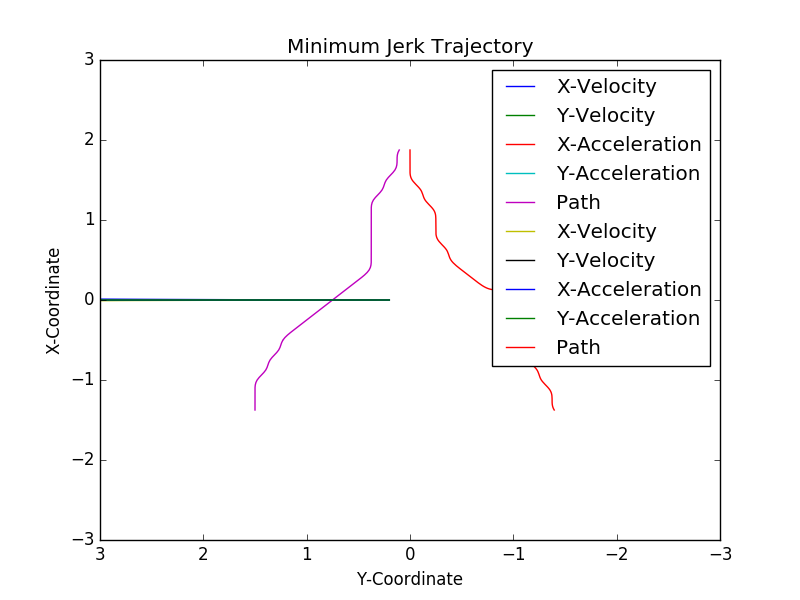 Minimum Jerk Trajectory
3
2
1
0
−1
−2
−3
X-Coordinate
X-Velocity
Y-Velocity
X-Acceleration
Y-Acceleration
Path
X-Velocity
Y-Velocity
X-Acceleration
Y-Acceleration
Path
3 2 1 0 −1 −2 −3
Y-Coordinate